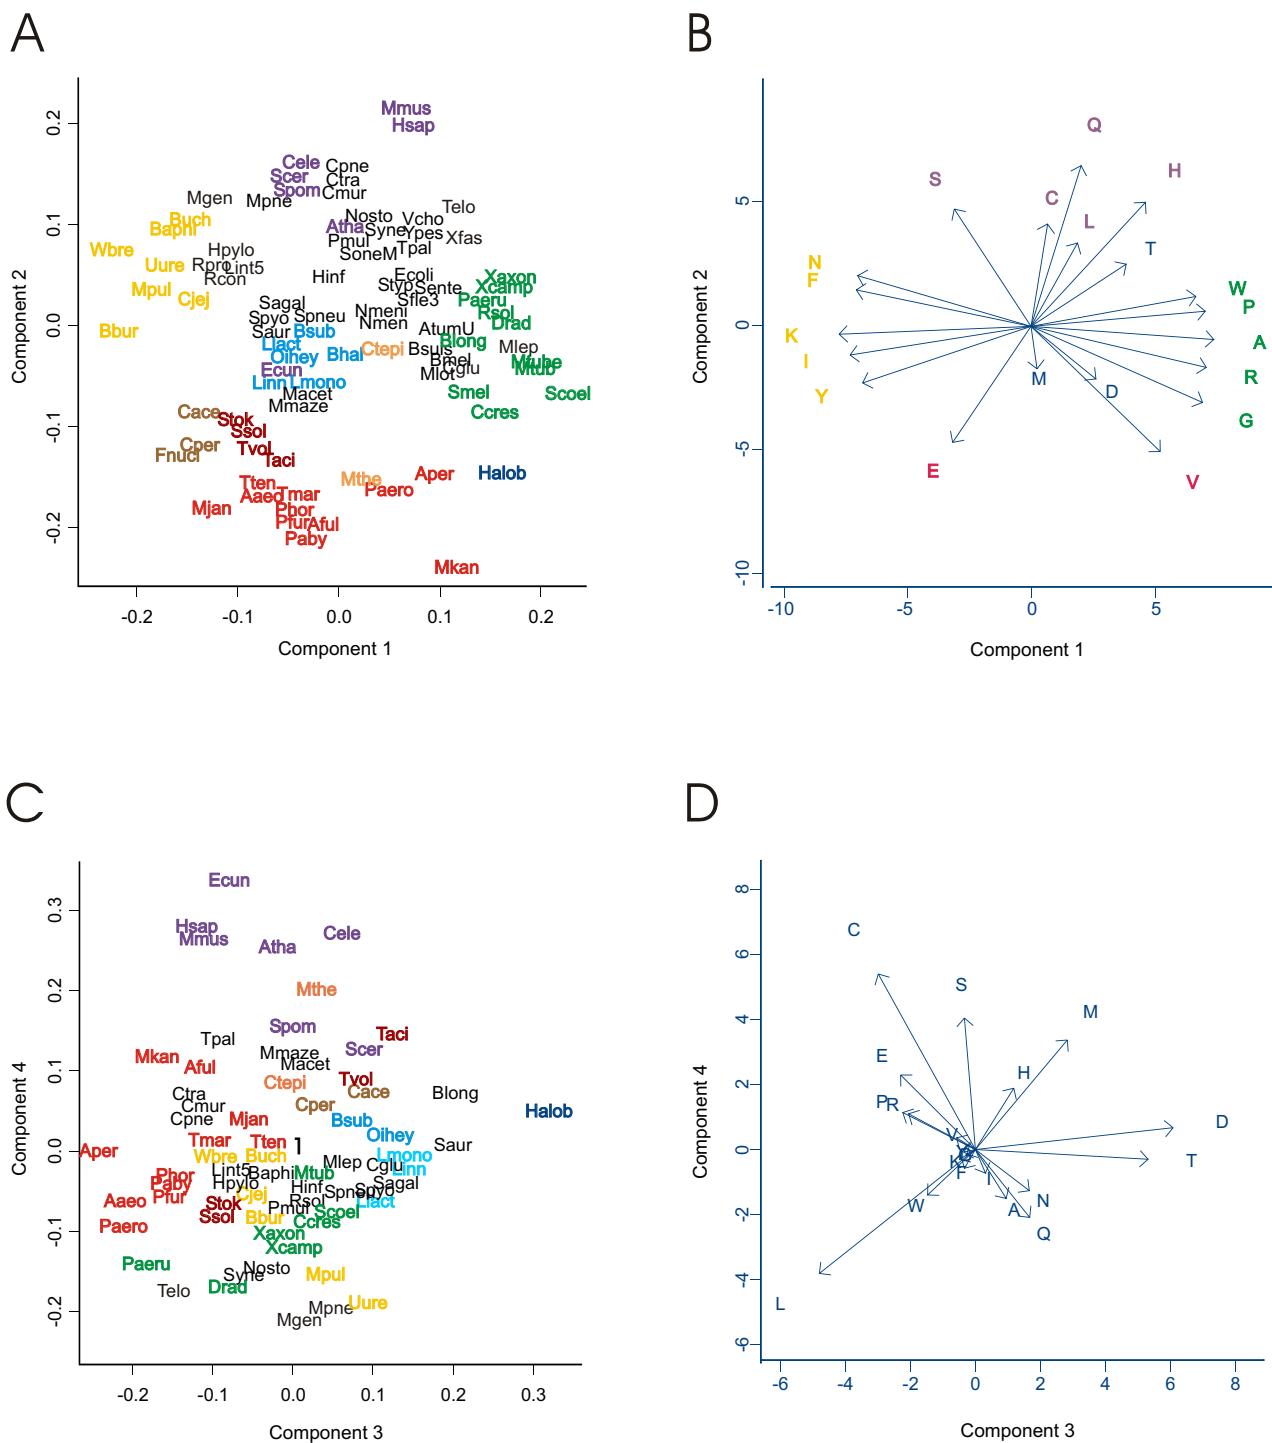 A
B
Mmus
Hsap
Cele
Cpne
Scer
Ctra
Spom
Cmur
Mgen
Mpne
Telo
Buch
Nosto
Vcho
Baphi
Atha
Syne
Ypes
Xfas
Pmul
Tpal
Wbre
Hpylo
SoneM
Uure
Rpro
Lint5
Rcon
Hinf
Ecoli
Xaxon
Mpul
Styp
Sente
Xcamp
Cjej
Sagal
Sfle3
Paeru
Spyo
Spneu
Nmeni
Rsol
Bbur
Saur
Bsub
Nmen
AtumU
Drad
Llact
Blong
Oihey
Bhal
Ctepi
Bsuis
Mlep
Ecun
Bmel
Mtube
Mlot
Cglu
Mtub
Linn
Lmono
Macet
Smel
Scoel
Mmaze
Ccres
Cace
Stok
Ssol
Cper
Tvol
Fnucl
Taci
Aper
Halob
Tten
Mthe
Paero
Aaeo
Tmar
Mjan
Phor
Pfur
Aful
Paby
Mkan
0.2
0.1
0.0
-0.1
-0.2
Component 2
-0.2
-0.1
0.0
0.1
0.2
Component 1
Q
H
S
C
L
T
N
F
W
P
K
A
I
M
R
Y
D
G
E
V
5
0
-5
-10
Component 2
-10
-5
0
5
Component 1
C
D
Ecun
Hsap
Mmus
Atha
Cele
Mthe
Spom
Taci
Tpal
Mmaze
Scer
Mkan
Aful
Macet
Tvol
Ctepi
Ctra
Cace
Blong
Cmur
Cper
Halob
Cpne
Mjan
Bsub
Tmar
Tten
1
Oihey
Saur
Aper
Wbre
Buch
Lmono
Lint5
Mlep
Cglu
Linn
Phor
Baphi
Mtub
Paby
Hpylo
Hinf
Sagal
Pfur
Cjej
Spneu
Spyo
Aaeo
Stok
Rsol
Llact
Ssol
Pmul
Scoel
Paero
Bbur
Ccres
Xaxon
Xcamp
Paeru
Nosto
Syne
Mpul
Telo
Drad
Mpne
Uure
Mgen
0.3
0.2
0.1
0.0
-0.1
-0.2
Component 4
-0.2
-0.1
0.0
0.1
0.2
0.3
Component 3
C
S
M
E
H
P
R
D
V
T
K
F
I
W
A
N
Q
L
8
6
4
2
0
-2
-4
-6
Component 4
-6
-4
-2
0
2
4
6
8
Component 3